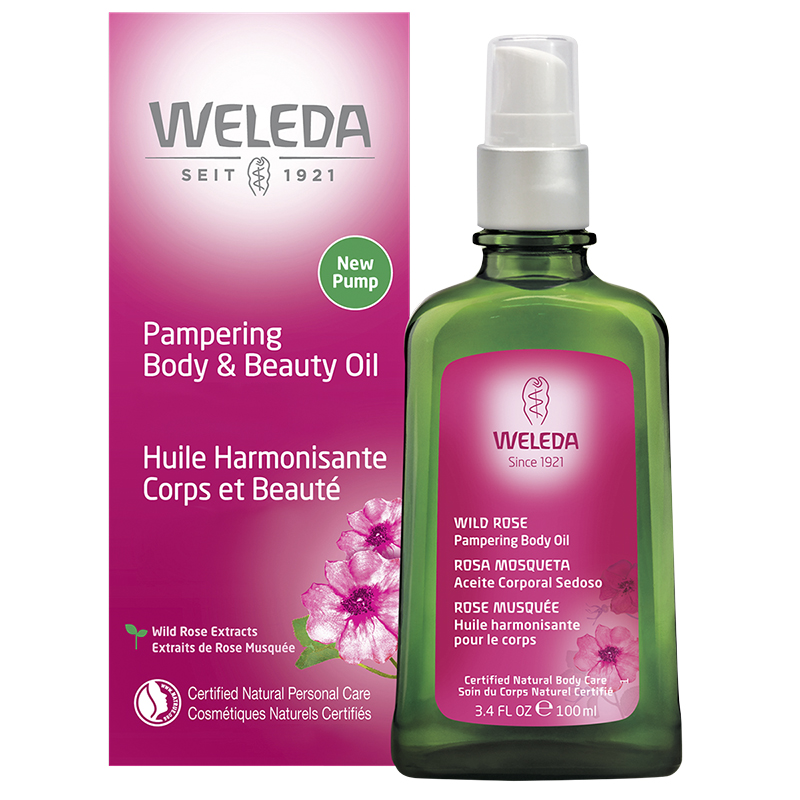 WELEDA
SEIT 1921
New
Pump
Pampering
Body & Beauty Oil
Huile Harmonisante
Corps et Beauté
Wild Rose Extracts
Extraits de Rose Musquée
Certified Natural Personal Care
Cosmétiques Naturels Certifiés
WELEDA
Since 1921
WILD ROSE
Pampering Body Oil
ROSA MOSQUETA
Aceite Corporal Sedoso
ROSE MUSQUÉE
Huile harmonisante
pour le corps
Certified Natural Body Care
Soin du Corps Naturel Certifié
3.4 FL OZ e 100 ml